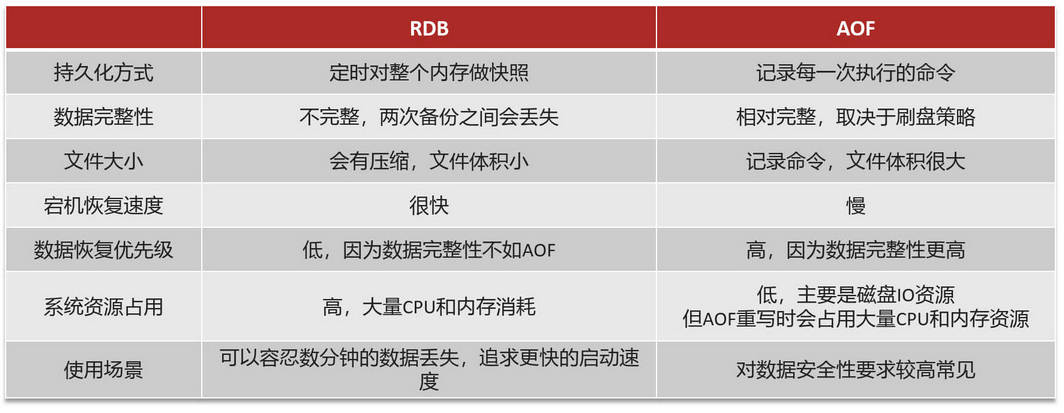 RDB AOF
持久化方式 定时对整个内存做快照 记录每一次执行的命令
数据完整性 不完整，两次备份之间会丢失 相对完整，取决于刷盘策略
文件大小 会有压缩，文件体积小 记录命令，文件体积很大
宕机恢复速度 很快 慢
数据恢复优先级 低，因为数据完整性不如AOF 高，因为数据完整性更高
系统资源占用 高，大量CPU和内存消耗 低，主要是磁盘IO资源
但AOF重写时会占用大量CPU和内存资源
使用场景 可以容忍数分钟的数据丢失，追求更快的启动速
度 对数据安全性要求较高常见